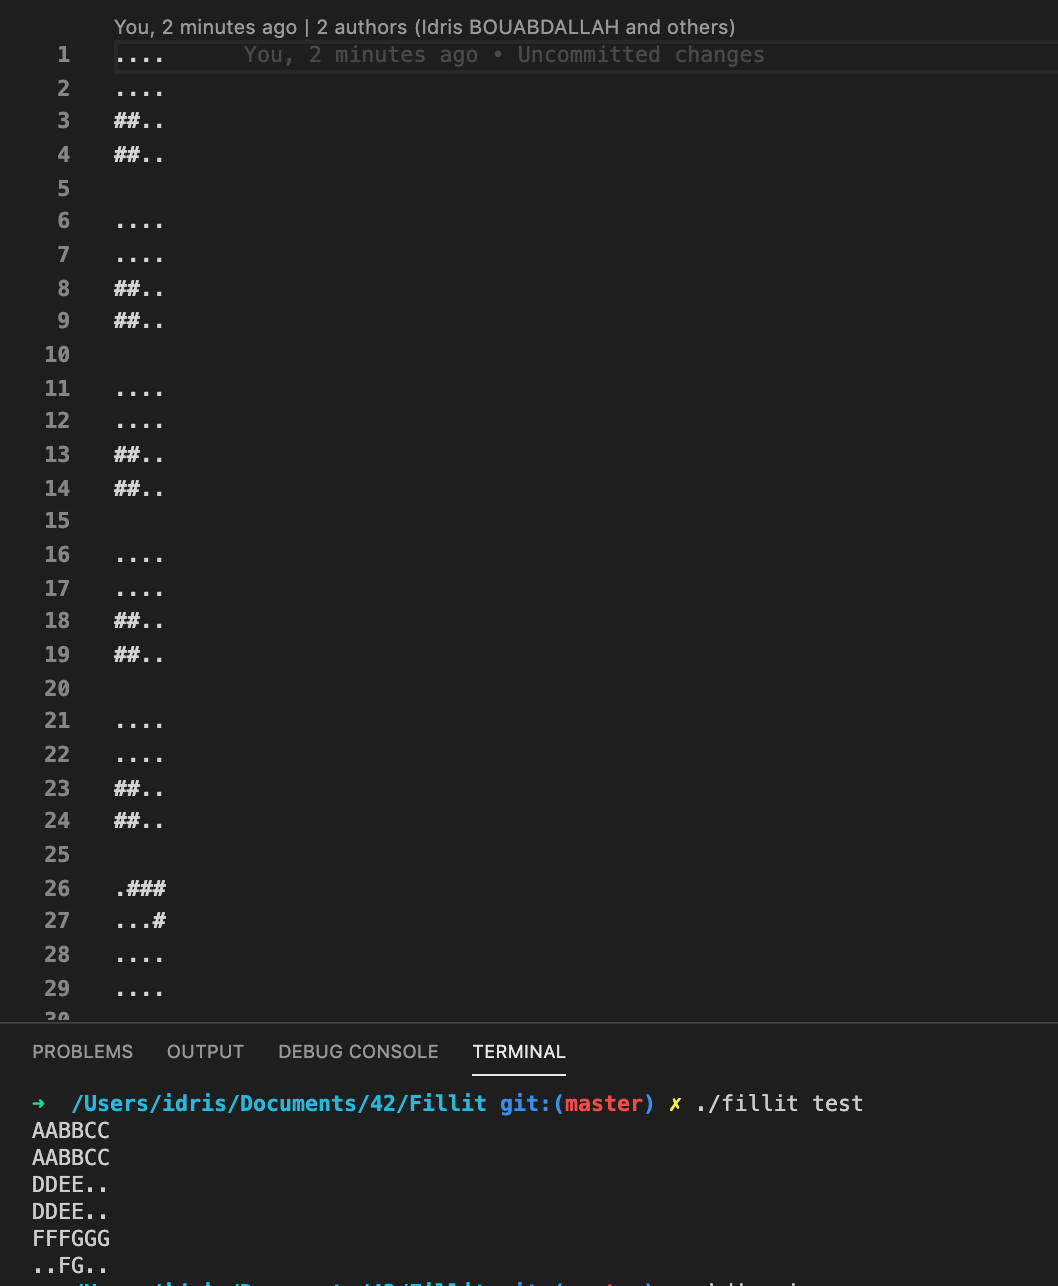 You, 2 minutes ago | 2 authors (Idris BOUABDALLAH and others)
1 .... You, 2 minutes ago • Uncommitted changes
2 ....
3 ##..
4 ##..
5
6 ....
7 ....
8 ##..
9 ##..
10
11 ....
12 ....
13 ##..
14 ##..
15
16 ....
17 ....
18 ##..
19 ##..
20
21 ....
22 ....
23 ##..
24 ##..
25
26 .###
27 ...#
28 ....
29 ....
30
PROBLEMS OUTPUT DEBUG CONSOLE TERMINAL
➜ /Users/idris/Documents/42/Fillit git:(master) ✗ ./fillit test
AABBCC
AABBCC
DDEE..
DDEE..
FFFGGG
..FG..